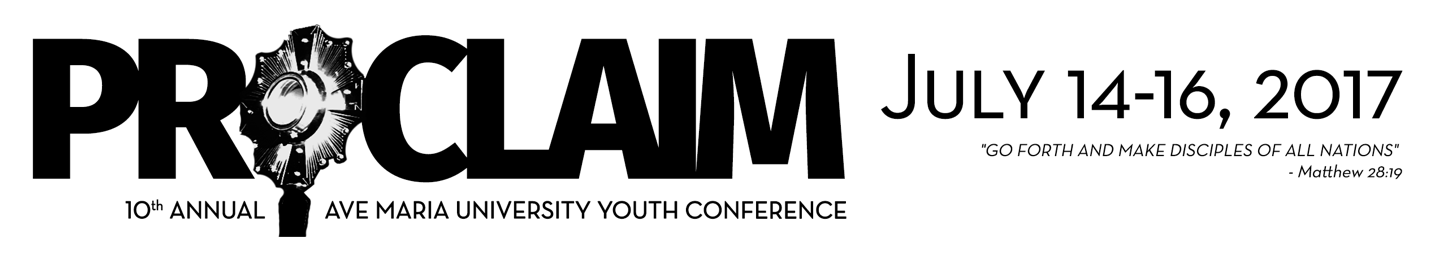 PROCLAIM
10th ANNUAL AVE MARIA UNIVERSITY YOUTH CONFERENCE
JULY 14-16, 2017
"GO FORTH AND MAKE DISCIPLES OF ALL NATIONS"
- Matthew 28:19